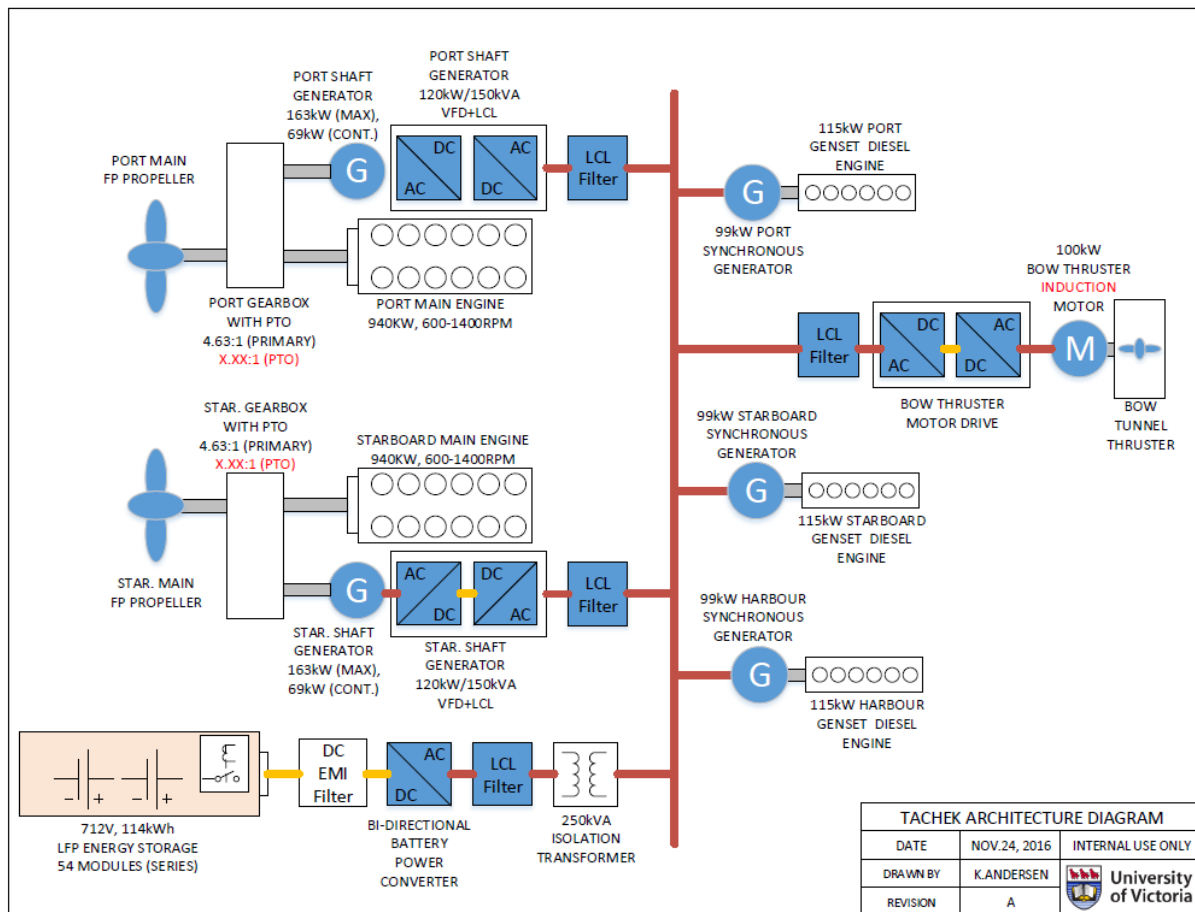 PORT SHAFT
GENERATOR
163kW (MAX),
69kW (CONT.)
PORT SHAFT
GENERATOR
120kW/150kVA
VFD+LCL
PORT MAIN
FP PROPELLER
G
DC
AC
AC
DC
LCL
Filter
PORT GEARBOX
WITH PTO
4.63:1 (PRIMARY)
X.XX:1 (PTO)
PORT MAIN ENGINE
940KW, 600-1400RPM
115kW PORT
GENSET DIESEL
ENGINE
G
99kW PORT
SYNCHRONOUS
GENERATOR
100kW
BOW THRUSTER
INDUCTION
MOTOR
LCL
Filter
DC
AC
AC
DC
M
BOW THRUSTER
MOTOR DRIVE
BOW
TUNNEL
THRUSTER
STAR. GEARBOX
WITH PTO
4.63:1 (PRIMARY)
X.XX:1 (PTO)
STARBOARD MAIN ENGINE
940KW, 600-1400RPM
99kW STARBOARD
SYNCHRONOUS
GENERATOR
G
115kW STARBOARD
GENSET DIESEL
ENGINE
STAR. MAIN
FP PROPELLER
G
AC
DC
DC
AC
LCL
Filter
STAR. SHAFT
GENERATOR
163kW (MAX),
69kW (CONT.)
STAR. SHAFT
GENERATOR
120kW/150kVA
VFD+LCL
99kW HARBOUR
SYNCHRONOUS
GENERATOR
G
115kW HARBOUR
GENSET DIESEL
ENGINE
- + - +
712V, 114kWh
LFP ENERGY STORAGE
54 MODULES (SERIES)
DC
EMI
Filter
AC
DC
BI-DIRECTIONAL
BATTERY
POWER
CONVERTER
LCL
Filter
250kVA
ISOLATION
TRANSFORMER
TACHEK ARCHITECTURE DIAGRAM
DATE NOV.24, 2016 INTERNAL USE ONLY
DRAWN BY K.ANDERSEN
REVISION A
University
of Victoria